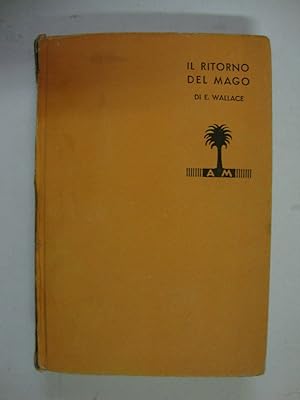 IL RITORNO
DEL MAGO
DI E. WALLACE
A M